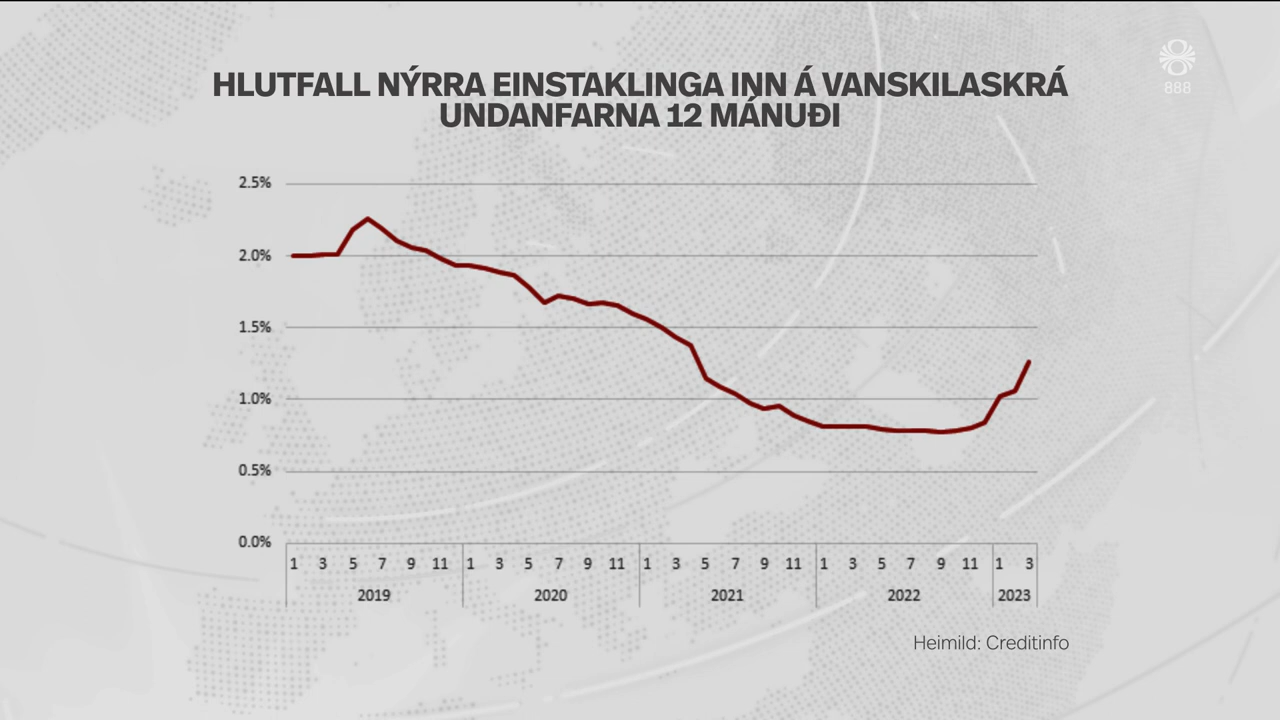 888
HLUTFALL NÝRRA EINSTAKLINGA INN Á VANSKILASKRÁ
UNDANFARNA 12 MÁNUÐI
2.5%
2.0%
1.5%
1.0%
0.5%
0.0%
1 3 5 7 9 11 1 3 5 7 9 11 1 3 5 7 9 11 1 3 5 7 9 11 1 3
2019 2020 2021 2022 2023
Heimild: Creditinfo